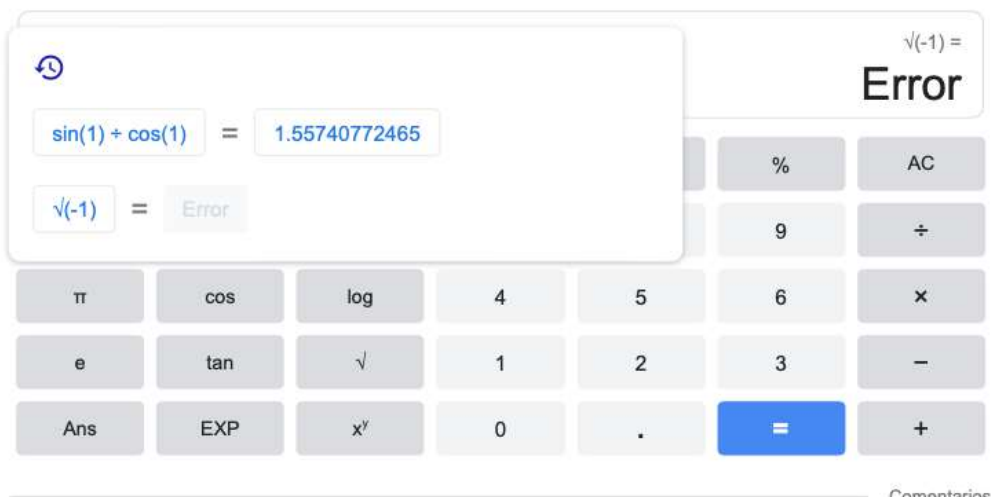 √(-1) =
Error
sin(1) ÷ cos(1) = 1.55740772465
√(-1) = Error
% AC
9 ÷
π cos log 4 5 6 ×
e tan √ 1 2 3 −
Ans EXP xʸ 0 . = +
Comentarios